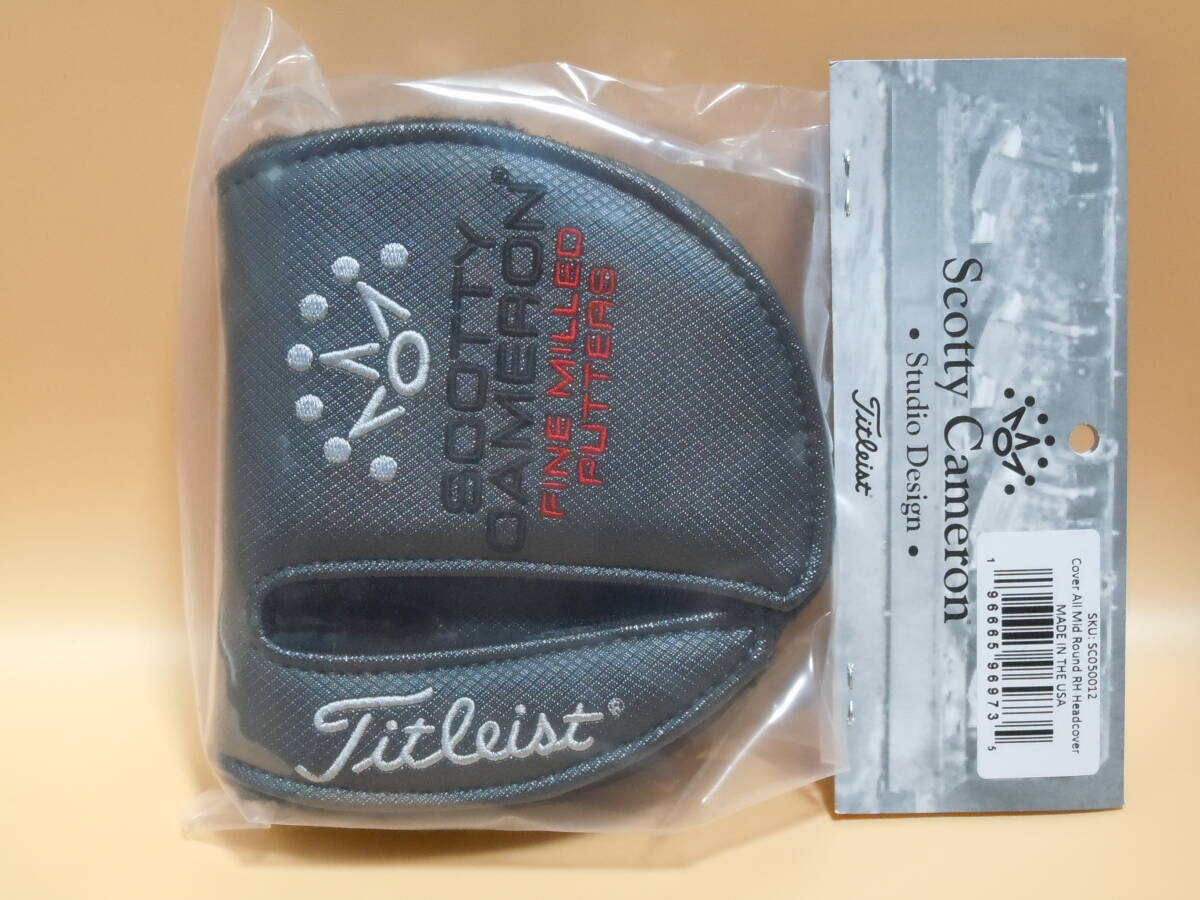 SCOTTY
CAMERON®
FINE MILLED
PUTTERS
Titleist®
Scotty Cameron
• Studio Design •
Titleist
SKU: SC050012
Cover All Mid Round RH Headcover
MADE IN THE USA
1 96665 96973 5